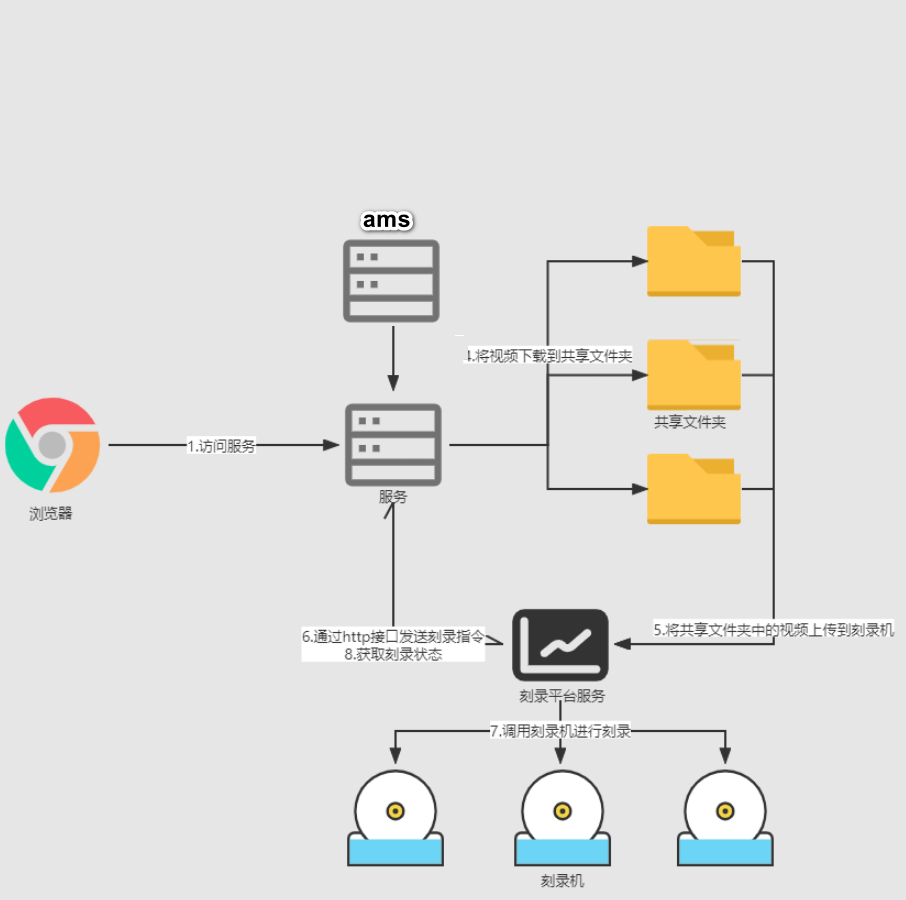 ams
4.将视频下载到共享文件夹
共享文件夹
1.访问服务
服务
浏览器
6.通过http接口发送刻录指令
8.获取刻录状态
5.将共享文件夹中的视频上传到刻录机
刻录平台服务
7.调用刻录机进行刻录
刻录机